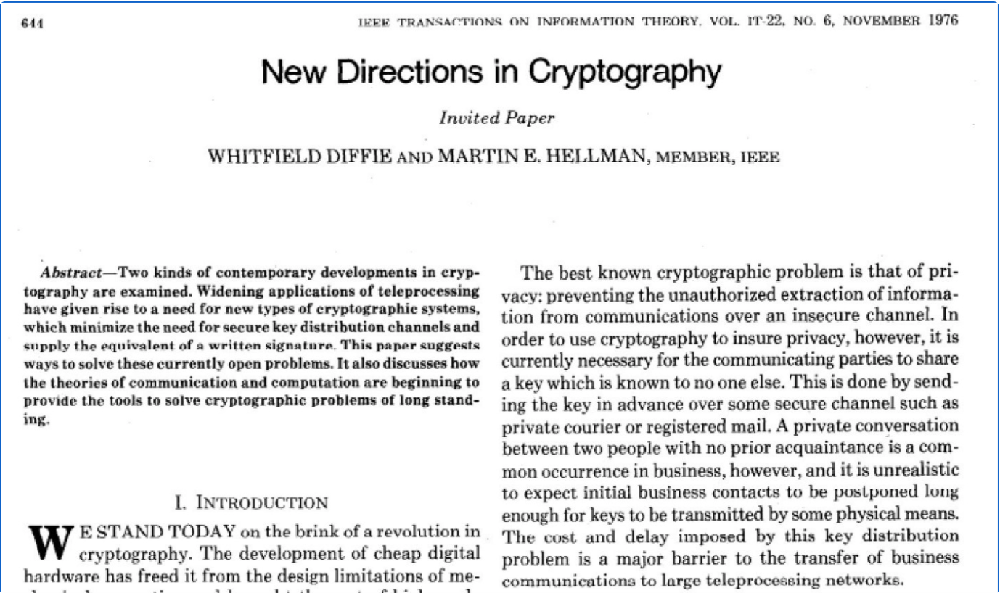 644
IEEE TRANSACTIONS ON INFORMATION THEORY, VOL. IT-22, NO. 6, NOVEMBER 1976
New Directions in Cryptography
Invited Paper
WHITFIELD DIFFIE AND MARTIN E. HELLMAN, MEMBER, IEEE
Abstract—Two kinds of contemporary developments in cryp-
tography are examined. Widening applications of teleprocessing
have given rise to a need for new types of cryptographic systems,
which minimize the need for secure key distribution channels and
supply the equivalent of a written signature. This paper suggests
ways to solve these currently open problems. It also discusses how
the theories of communication and computation are beginning to
provide the tools to solve cryptographic problems of long stand-
ing.
I. INTRODUCTION
WE STAND TODAY on the brink of a revolution in
cryptography. The development of cheap digital
hardware has freed it from the design limitations of me-
The best known cryptographic problem is that of pri-
vacy: preventing the unauthorized extraction of informa-
tion from communications over an insecure channel. In
order to use cryptography to insure privacy, however, it is
currently necessary for the communicating parties to share
a key which is known to no one else. This is done by send-
ing the key in advance over some secure channel such as
private courier or registered mail. A private conversation
between two people with no prior acquaintance is a com-
mon occurrence in business, however, and it is unrealistic
to expect initial business contacts to be postponed long
enough for keys to be transmitted by some physical means.
The cost and delay imposed by this key distribution
problem is a major barrier to the transfer of business
communications to large teleprocessing networks.